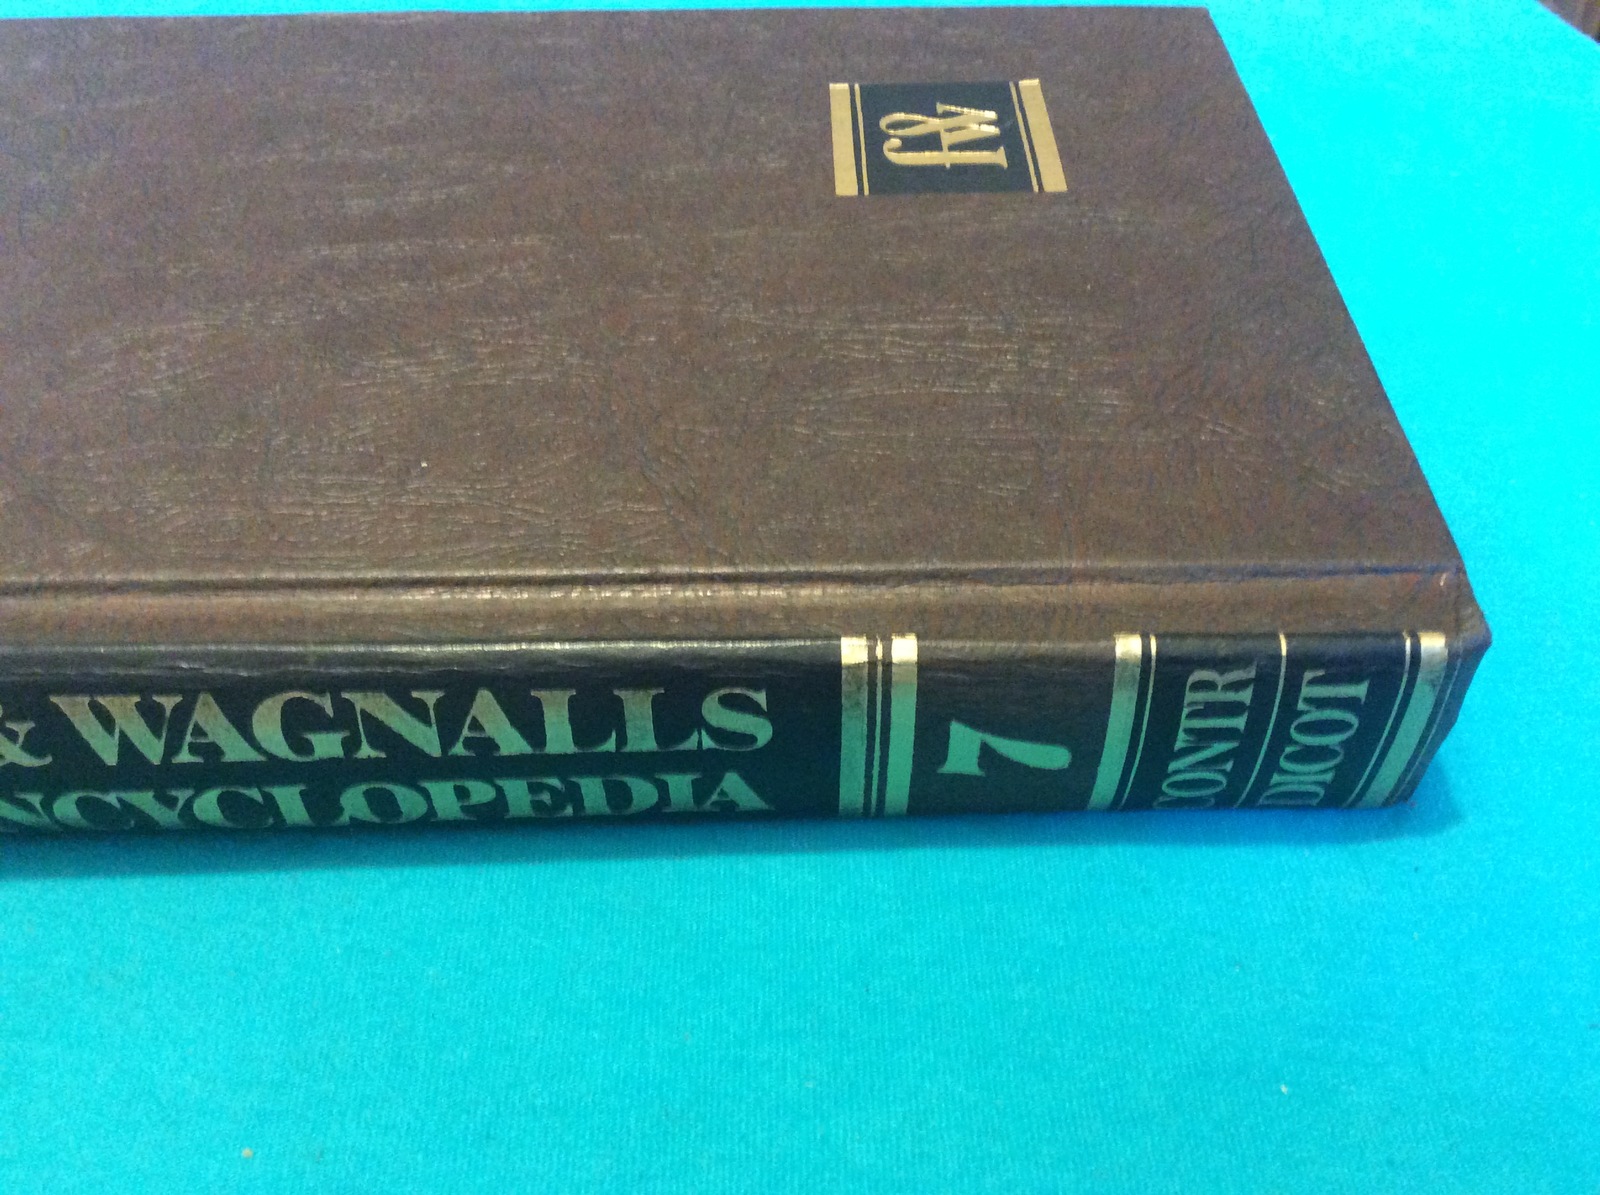 f&w
& WAGNALLS
NCYCLOPEDIA
7
CONTR
DICOT